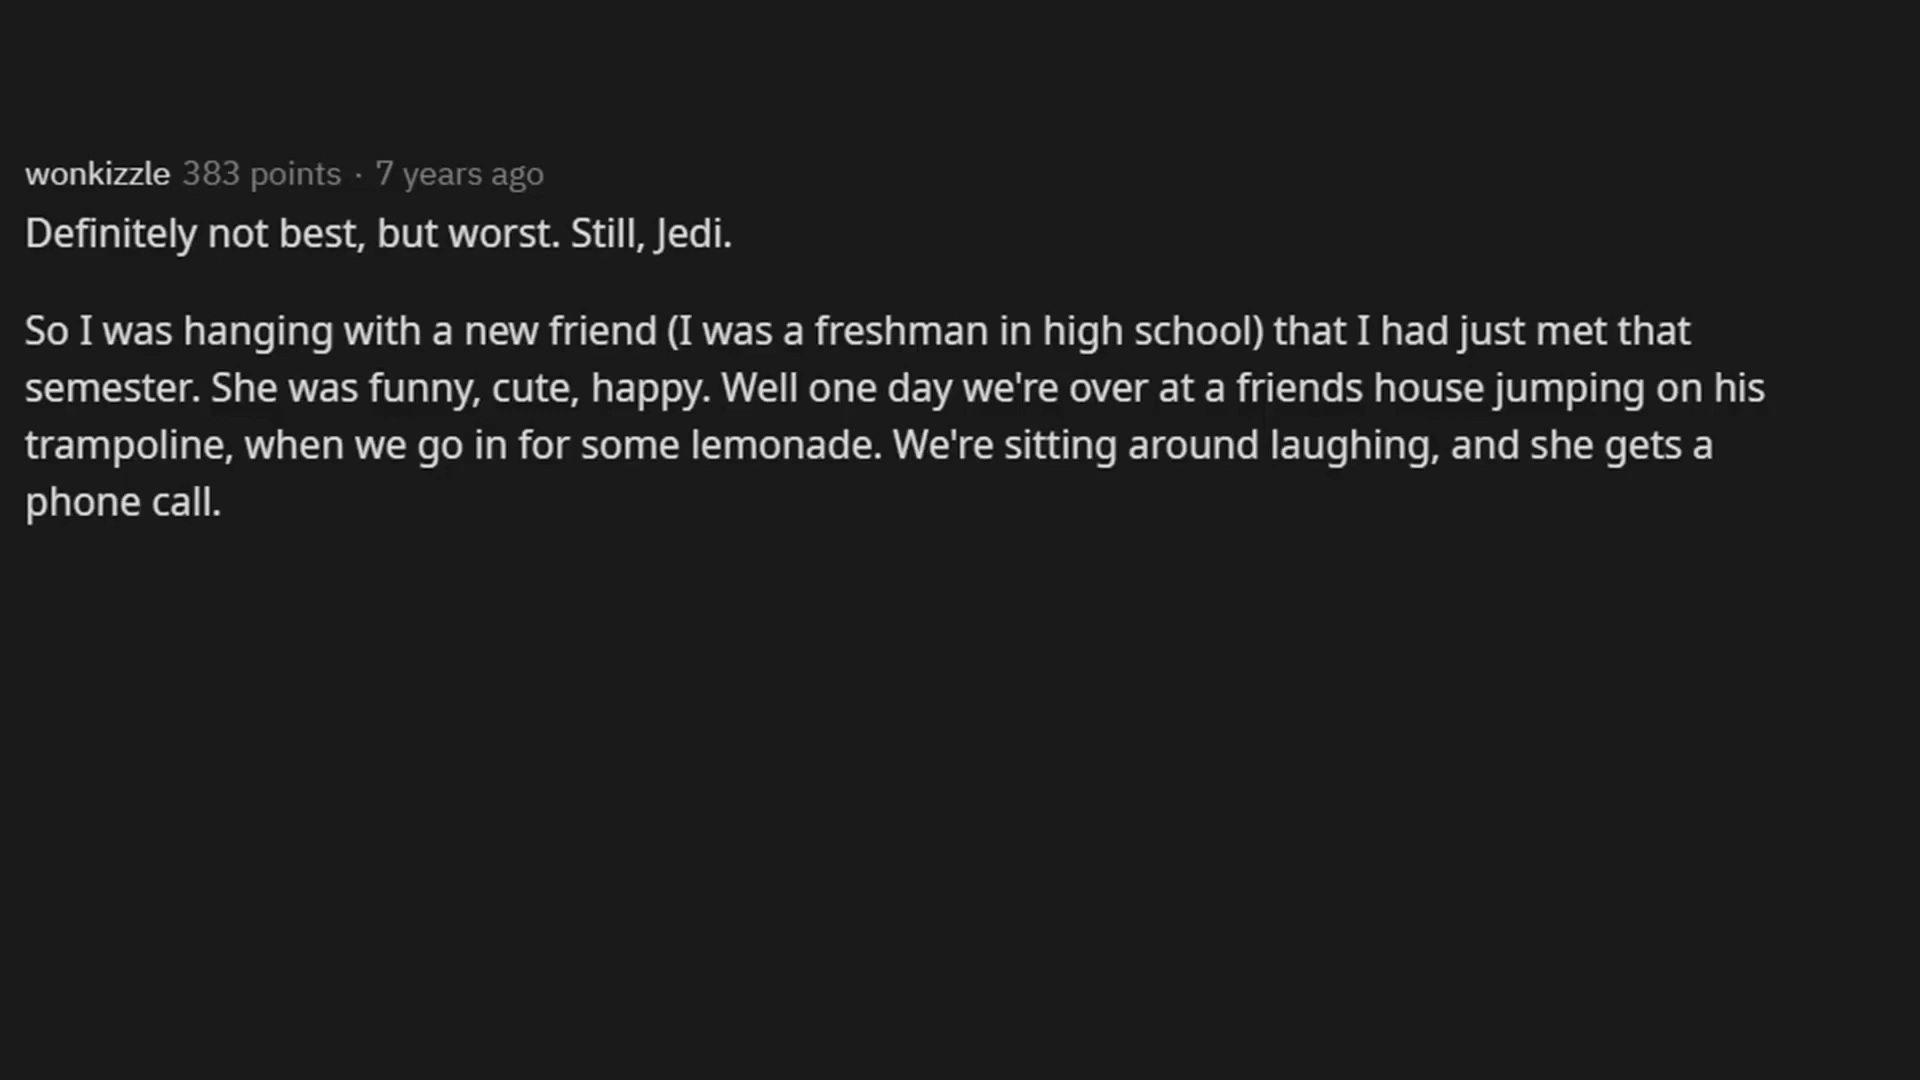 wonkizzle 383 points · 7 years ago
Definitely not best, but worst. Still, Jedi.
So I was hanging with a new friend (I was a freshman in high school) that I had just met that
semester. She was funny, cute, happy. Well one day we're over at a friends house jumping on his
trampoline, when we go in for some lemonade. We're sitting around laughing, and she gets a
phone call.